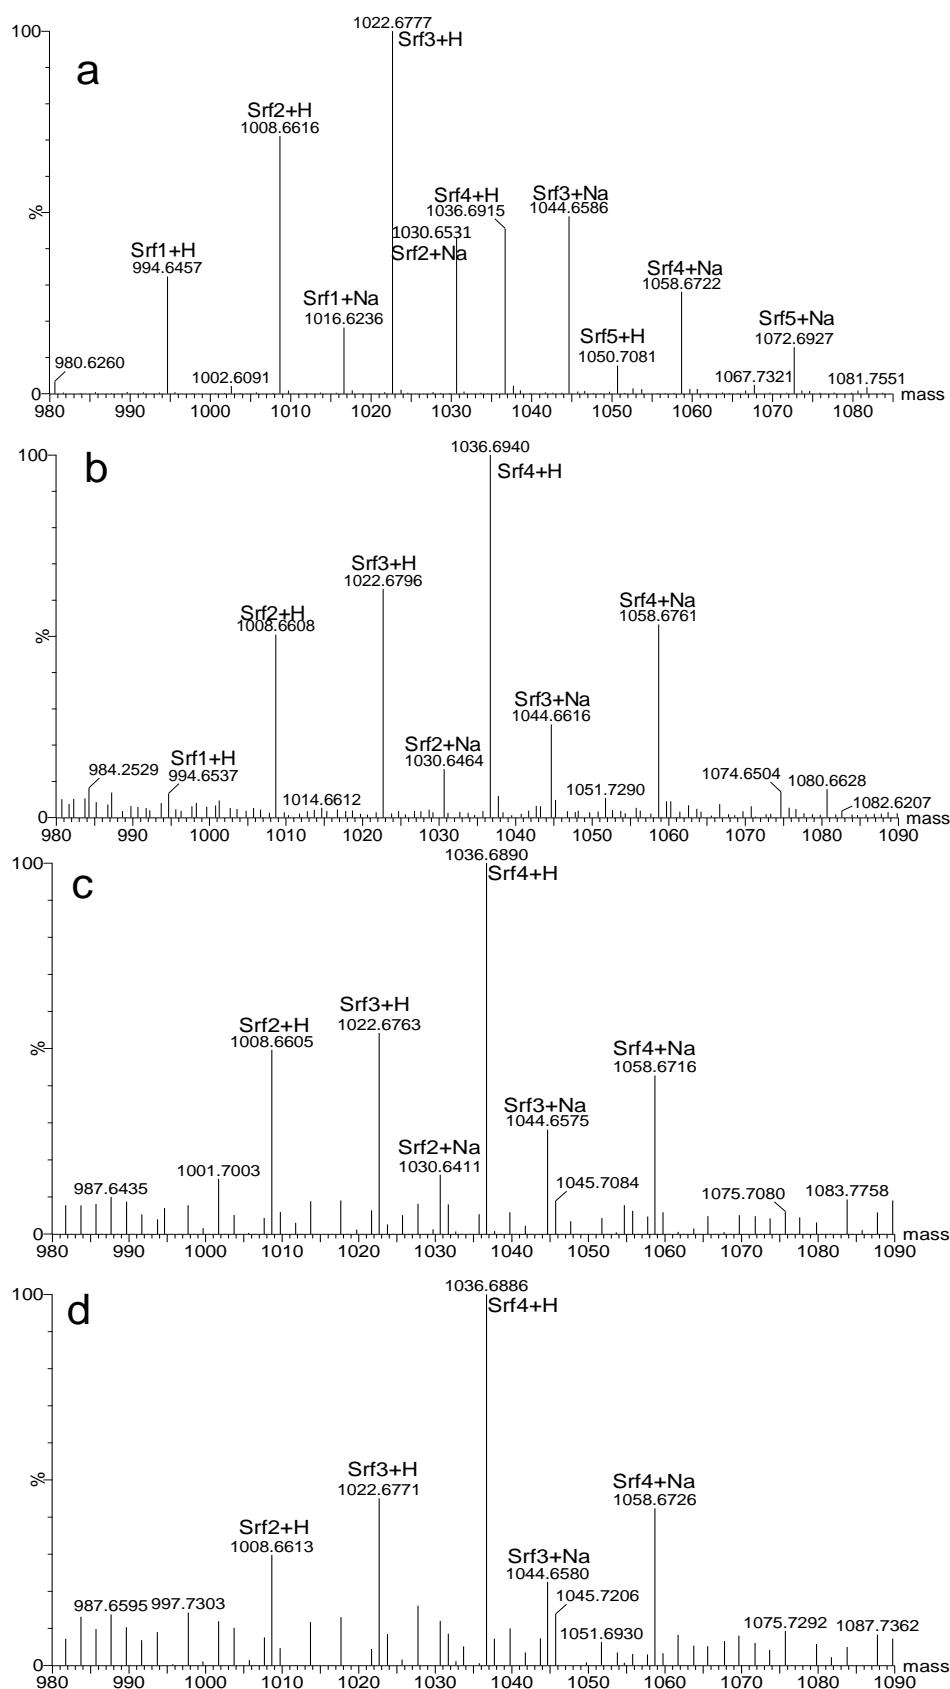 100
1022.6777
Srf3+H
a
Srf2+H
1008.6616
Srf4+H
1036.6915
Srf3+Na
1044.6586
%
1030.6531
Srf2+Na
Srf1+H
994.6457
Srf4+Na
1058.6722
Srf1+Na
1016.6236
Srf5+Na
1072.6927
Srf5+H
1050.7081
980.6260
1002.6091
1067.7321
1081.7551
0
mass
980 990 1000 1010 1020 1030 1040 1050 1060 1070 1080
100
1036.6940
b
Srf4+H
Srf3+H
1022.6796
Srf2+H
1008.6608
Srf4+Na
1058.6761
%
Srf3+Na
1044.6616
Srf2+Na
1030.6464
984.2529
Srf1+H
994.6537
1014.6612
1051.7290
1074.6504
1080.6628
1082.6207
0
mass
980 990 1000 1010 1020 1030 1040 1050 1060 1070 1080 1090
100
1036.6890
c
Srf4+H
Srf3+H
1022.6763
Srf2+H
1008.6605
Srf4+Na
1058.6716
%
Srf3+Na
1044.6575
Srf2+Na
1030.6411
987.6435
1001.7003
1045.7084
1075.7080
1083.7758
0
mass
980 990 1000 1010 1020 1030 1040 1050 1060 1070 1080 1090
100
1036.6886
d
Srf4+H
Srf3+H
1022.6771
Srf4+Na
1058.6726
%
Srf2+H
1008.6613
Srf3+Na
1044.6580
987.6595
997.7303
1045.7206
1051.6930
1075.7292
1087.7362
0
mass
980 990 1000 1010 1020 1030 1040 1050 1060 1070 1080 1090